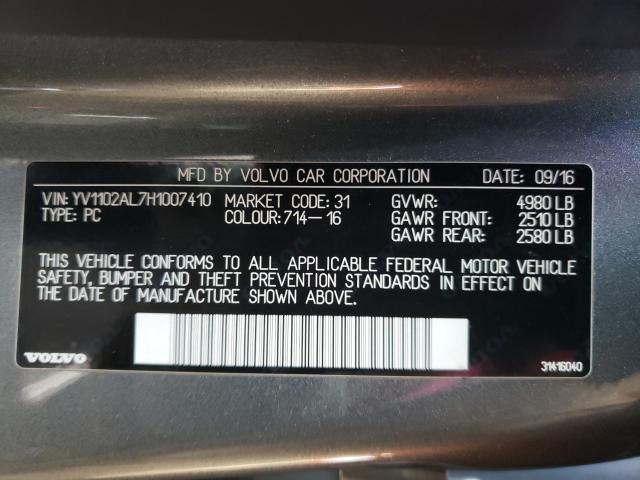 MFD BY VOLVO CAR CORPORATION DATE: 09/16
VIN: YV1102AL7H1007410 MARKET CODE: 31 GVWR: 4980 LB
TYPE: PC COLOUR: 714-16 GAWR FRONT: 2510 LB
GAWR REAR: 2580 LB
THIS VEHICLE CONFORMS TO ALL APPLICABLE FEDERAL MOTOR VEHICLE
SAFETY, BUMPER AND THEFT PREVENTION STANDARDS IN EFFECT ON
THE DATE OF MANUFACTURE SHOWN ABOVE.
VOLVO 31416040